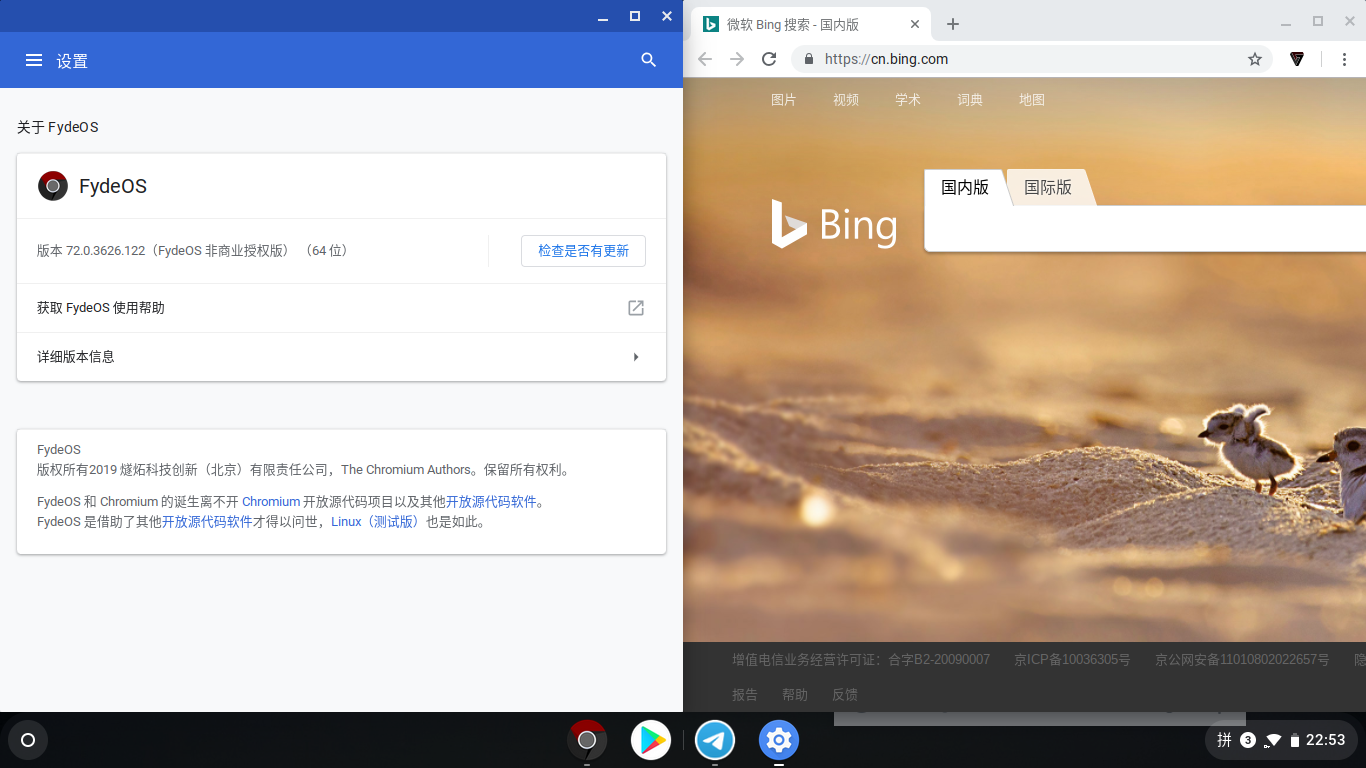 设置
关于 FydeOS
FydeOS
版本 72.0.3626.122（FydeOS 非商业授权版） （64 位）
检查是否有更新
获取 FydeOS 使用帮助
详细版本信息
FydeOS
版权所有2019 燧炻科技创新（北京）有限责任公司，The Chromium Authors。保留所有权利。
FydeOS 和 Chromium 的诞生离不开 Chromium 开放源代码项目以及其他开放源代码软件。
FydeOS 是借助了其他开放源代码软件才得以问世，Linux（测试版）也是如此。
微软 Bing 搜索 - 国内版
https://cn.bing.com
图片 视频 学术 词典 地图
国内版 国际版
Bing
增值电信业务经营许可证：合字B2-20090007 京ICP备10036305号 京公网安备11010802022657号 隐
报告 帮助 反馈
拼 3 22:53